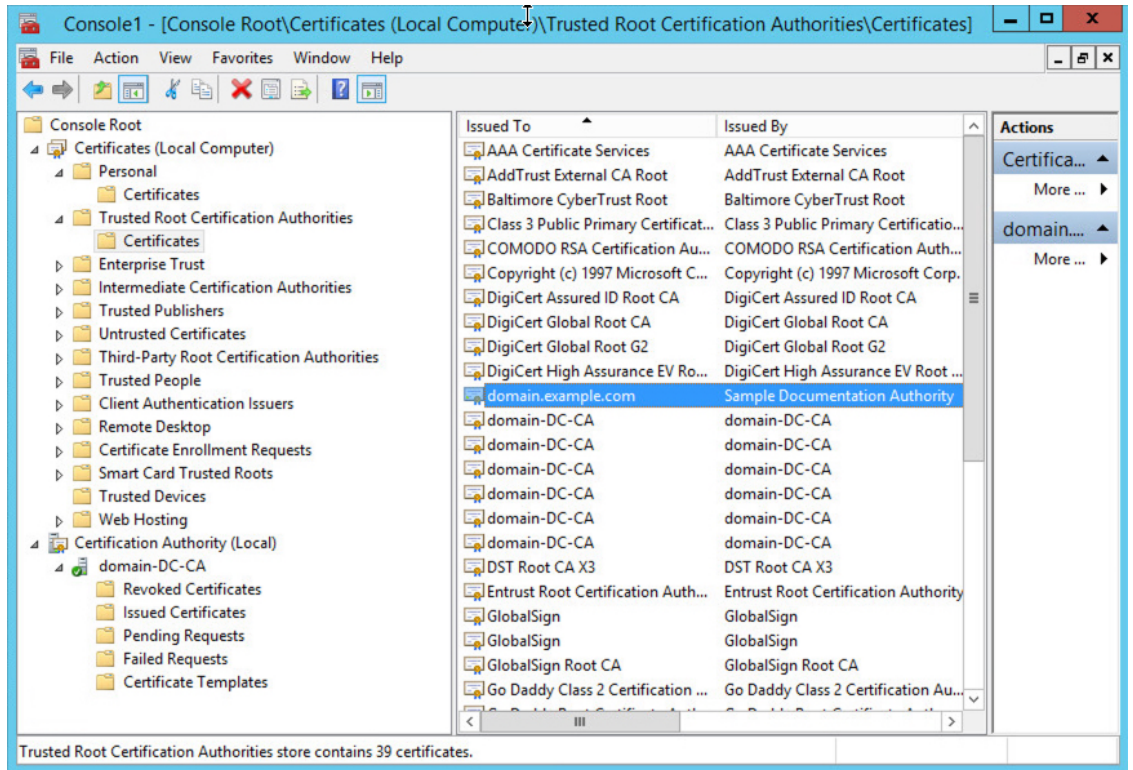 Console1 - [Console Root\Certificates (Local Computer)\Trusted Root Certification Authorities\Certificates]
File Action View Favorites Window Help
Console Root
Certificates (Local Computer)
Personal
Certificates
Trusted Root Certification Authorities
Certificates
Enterprise Trust
Intermediate Certification Authorities
Trusted Publishers
Untrusted Certificates
Third-Party Root Certification Authorities
Trusted People
Client Authentication Issuers
Remote Desktop
Certificate Enrollment Requests
Smart Card Trusted Roots
Trusted Devices
Web Hosting
Certification Authority (Local)
domain-DC-CA
Revoked Certificates
Issued Certificates
Pending Requests
Failed Requests
Certificate Templates
Issued To Issued By
AAA Certificate Services AAA Certificate Services
AddTrust External CA Root AddTrust External CA Root
Baltimore CyberTrust Root Baltimore CyberTrust Root
Class 3 Public Primary Certificat... Class 3 Public Primary Certificatio...
COMODO RSA Certification Au... COMODO RSA Certification Auth...
Copyright (c) 1997 Microsoft C... Copyright (c) 1997 Microsoft Corp.
DigiCert Assured ID Root CA DigiCert Assured ID Root CA
DigiCert Global Root CA DigiCert Global Root CA
DigiCert Global Root G2 DigiCert Global Root G2
DigiCert High Assurance EV Ro... DigiCert High Assurance EV Root ...
domain.example.com Sample Documentation Authority
domain-DC-CA domain-DC-CA
domain-DC-CA domain-DC-CA
domain-DC-CA domain-DC-CA
domain-DC-CA domain-DC-CA
domain-DC-CA domain-DC-CA
domain-DC-CA domain-DC-CA
DST Root CA X3 DST Root CA X3
Entrust Root Certification Auth... Entrust Root Certification Authority
GlobalSign GlobalSign
GlobalSign GlobalSign
GlobalSign Root CA GlobalSign Root CA
Go Daddy Class 2 Certification ... Go Daddy Class 2 Certification Au...
Actions
Certifica...
More ...
domain....
More ...
Trusted Root Certification Authorities store contains 39 certificates.